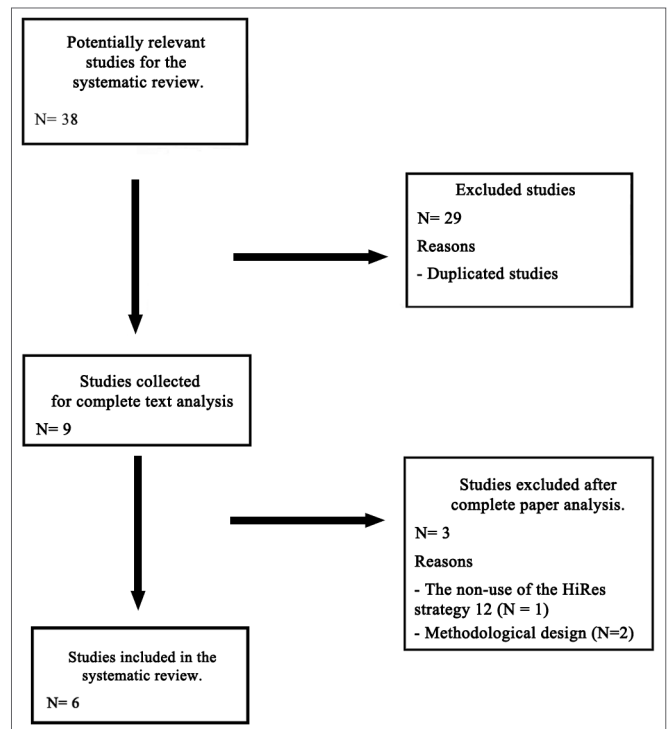 Potentially relevant
studies for the
systematic review.
N= 38
Excluded studies
N= 29
Reasons
- Duplicated studies
Studies collected
for complete text analysis
N= 9
Studies excluded after
complete paper analysis.
N= 3
Reasons
- The non-use of the HiRes
strategy 12 (N = 1)
- Methodological design (N=2)
Studies included in the
systematic review.
N= 6